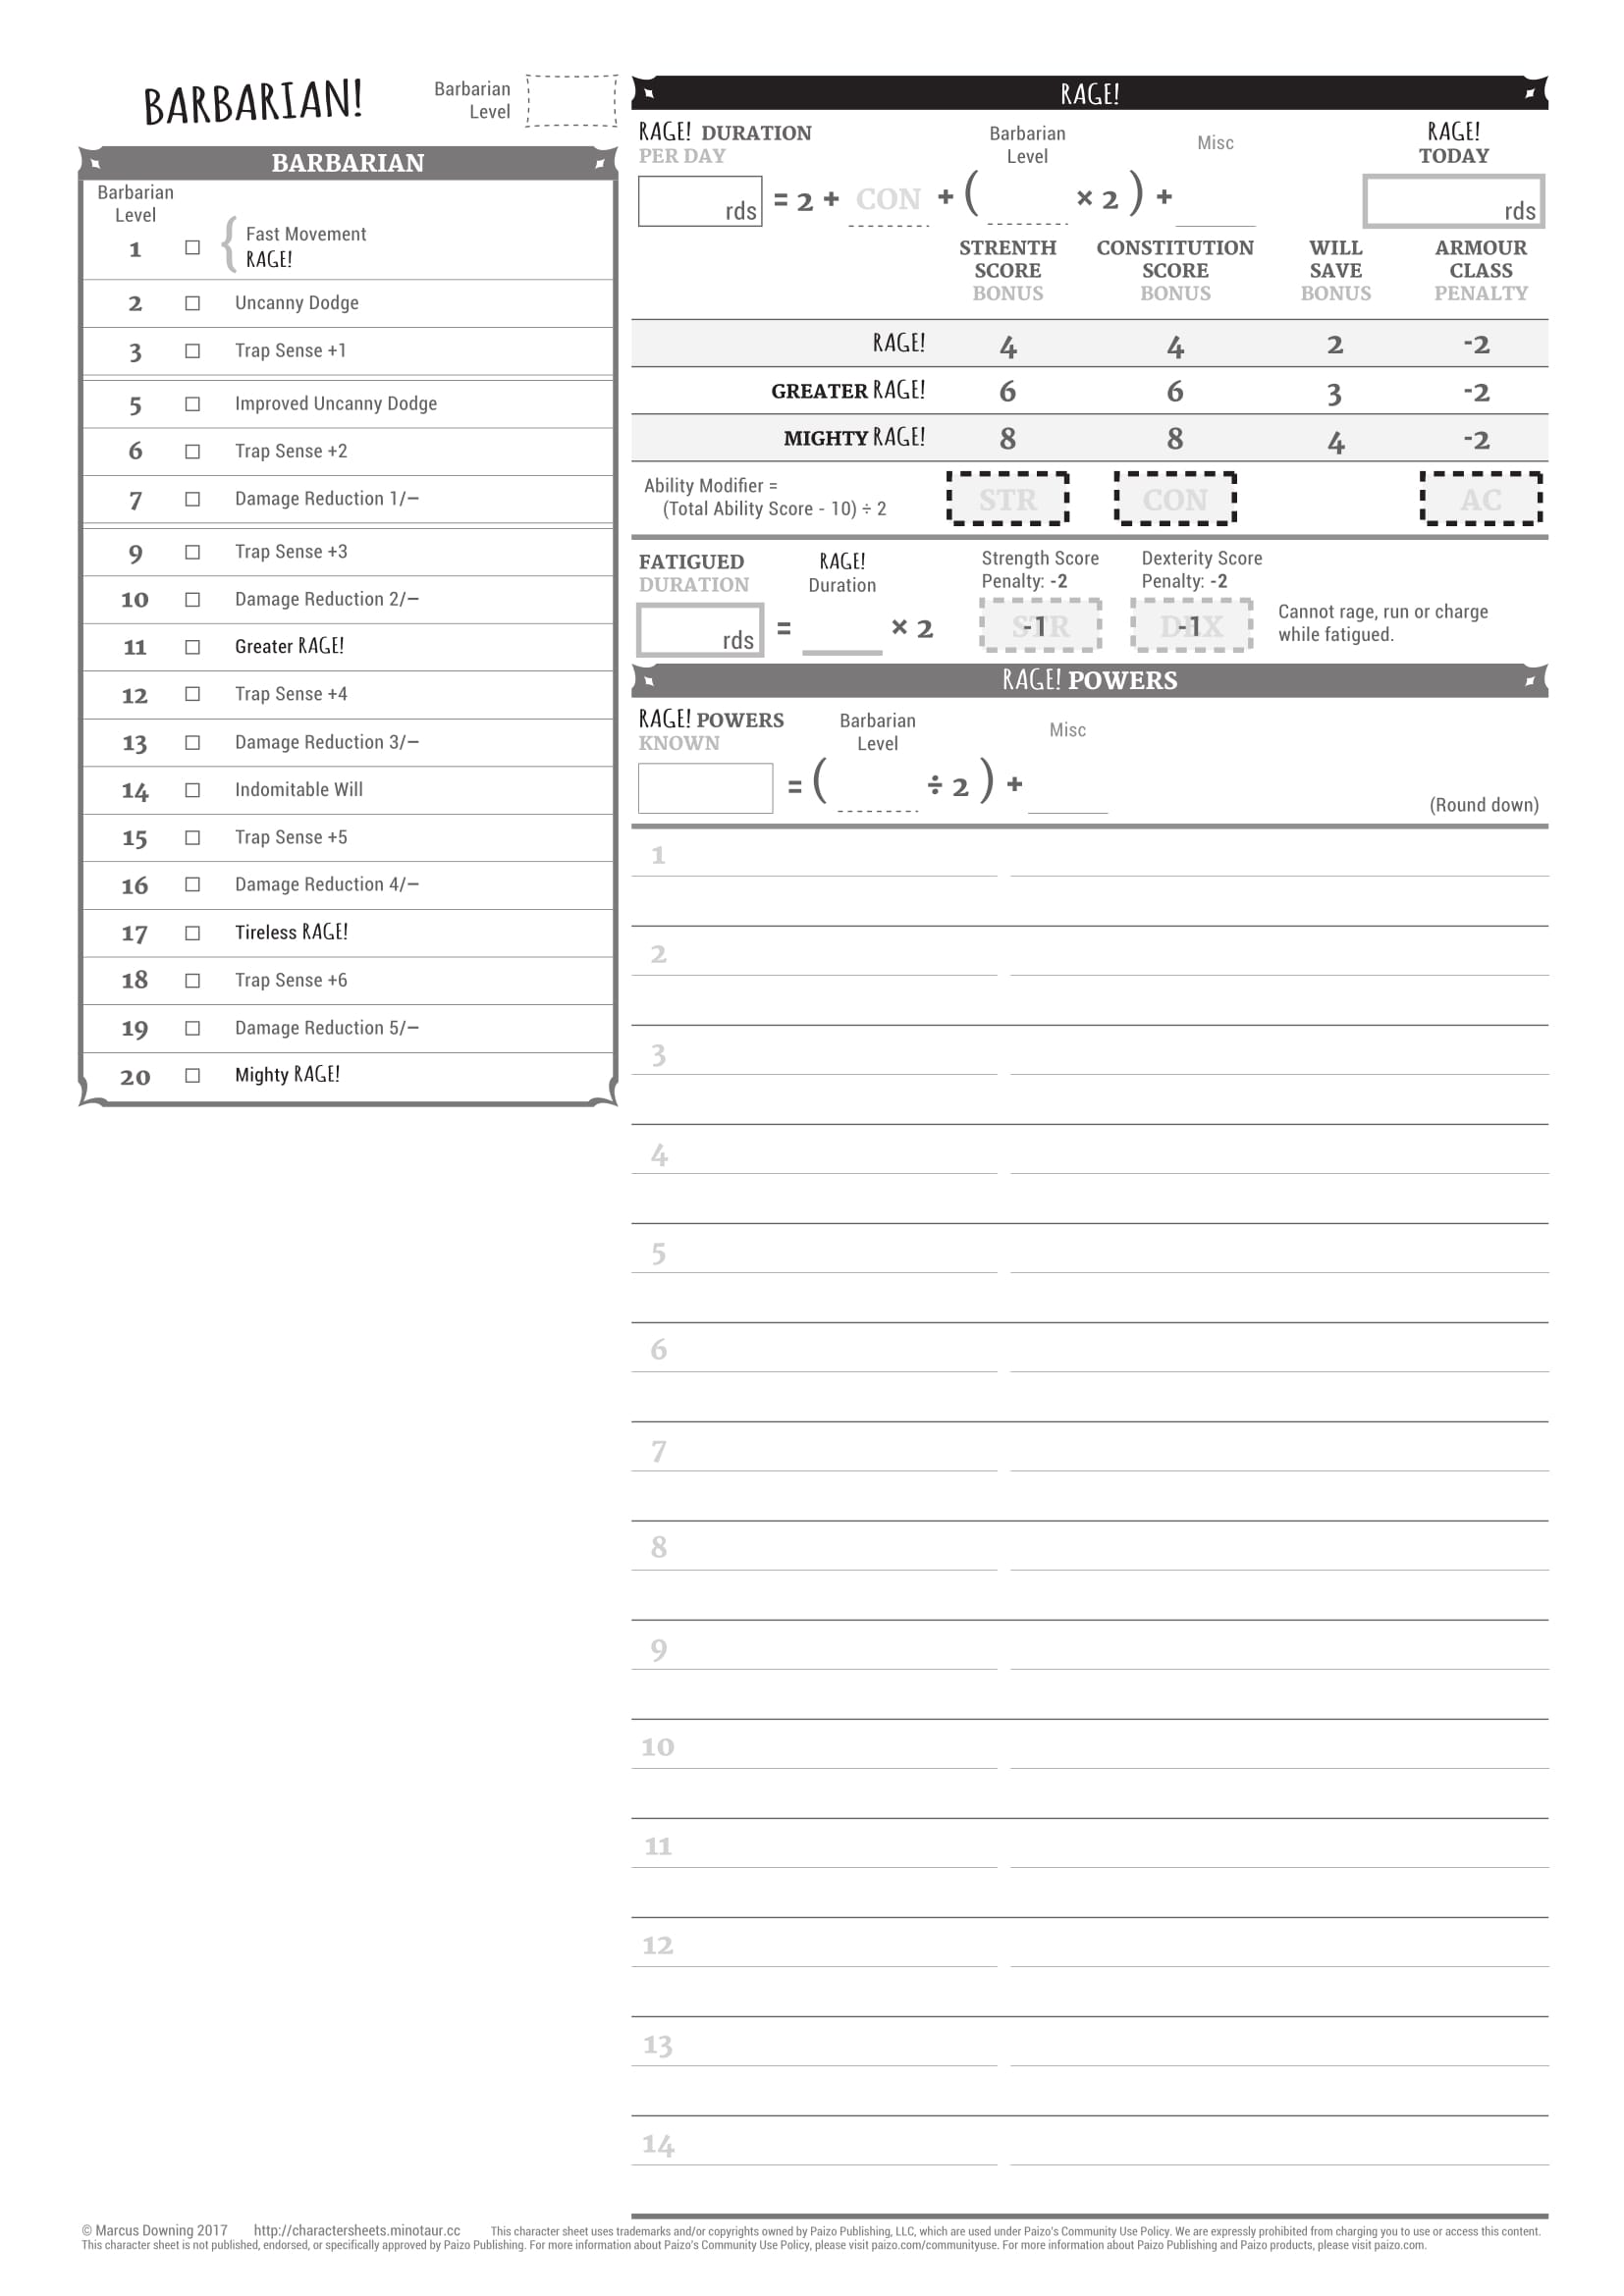 BARBARIAN!
Barbarian
Level
BARBARIAN
Barbarian
Level
1 □ { Fast Movement
RAGE!
2 □ Uncanny Dodge
3 □ Trap Sense +1
5 □ Improved Uncanny Dodge
6 □ Trap Sense +2
7 □ Damage Reduction 1/–
9 □ Trap Sense +3
10 □ Damage Reduction 2/–
11 □ Greater RAGE!
12 □ Trap Sense +4
13 □ Damage Reduction 3/–
14 □ Indomitable Will
15 □ Trap Sense +5
16 □ Damage Reduction 4/–
17 □ Tireless RAGE!
18 □ Trap Sense +6
19 □ Damage Reduction 5/–
20 □ Mighty RAGE!
RAGE!
RAGE! DURATION
PER DAY
Barbarian
Level
Misc
RAGE!
TODAY
rds = 2 + CON + ( × 2 ) +
rds
STRENTH
SCORE
BONUS
CONSTITUTION
SCORE
BONUS
WILL
SAVE
BONUS
ARMOUR
CLASS
PENALTY
RAGE! 4 4 2 -2
GREATER RAGE! 6 6 3 -2
MIGHTY RAGE! 8 8 4 -2
Ability Modifier =
(Total Ability Score - 10) ÷ 2
STR CON AC
FATIGUED
DURATION
RAGE!
Duration
Strength Score
Penalty: -2
Dexterity Score
Penalty: -2
rds = × 2
STR -1
DEX -1
Cannot rage, run or charge
while fatigued.
RAGE! POWERS
RAGE! POWERS
KNOWN
Barbarian
Level
Misc
= ( ÷ 2 ) +
(Round down)
1
2
3
4
5
6
7
8
9
10
11
12
13
14
© Marcus Downing 2017 http://charactersheets.minotaur.cc This character sheet uses trademarks and/or copyrights owned by Paizo Publishing, LLC, which are used under Paizo's Community Use Policy. We are expressly prohibited from charging you to use or access this content.
This character sheet is not published, endorsed, or specifically approved by Paizo Publishing. For more information about Paizo's Community Use Policy, please visit paizo.com/communityuse. For more information about Paizo Publishing and Paizo products, please visit paizo.com.